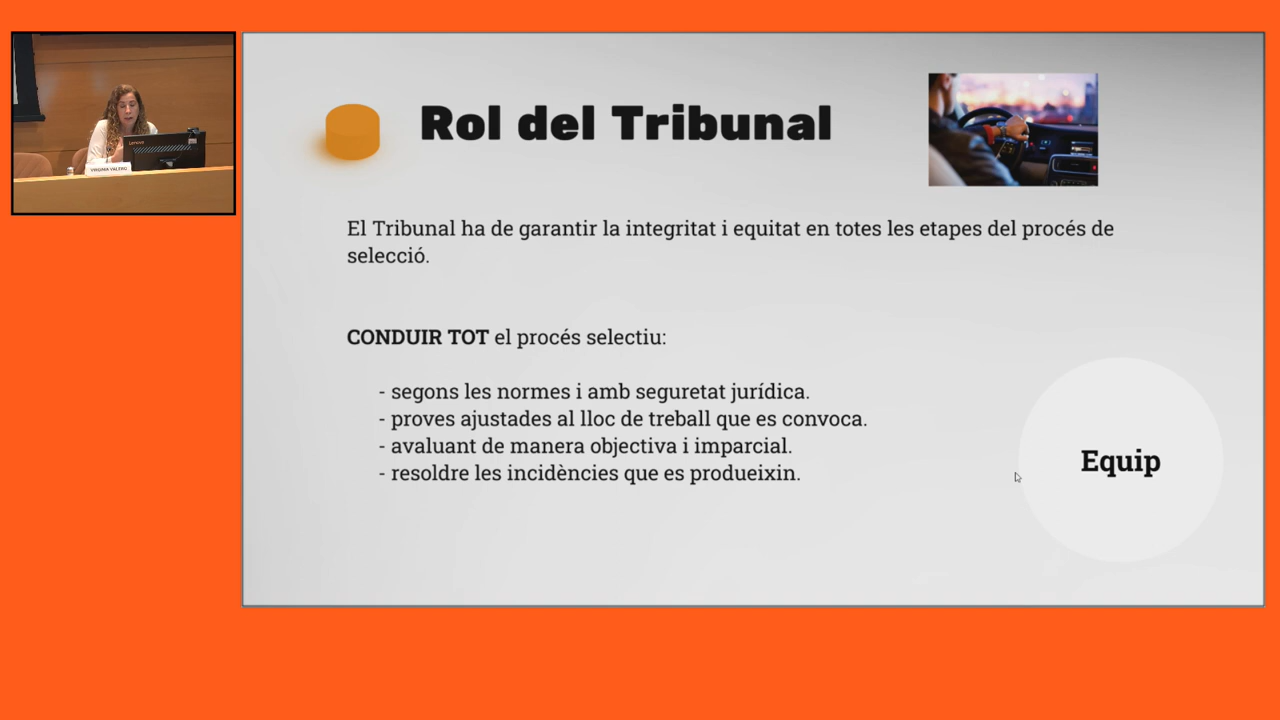 Rol del Tribunal
El Tribunal ha de garantir la integritat i equitat en totes les etapes del procés de
selecció.
CONDUIR TOT el procés selectiu:
- segons les normes i amb seguretat jurídica.
- proves ajustades al lloc de treball que es convoca.
- avaluant de manera objectiva i imparcial.
- resoldre les incidències que es produeixin.
Equip
Lenovo
VIRGINIA VALERO